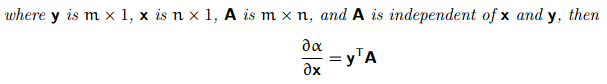 where y is m × 1, x is n × 1, A is m × n, and A is independent of x and y, then
∂α/∂x = yᵀA